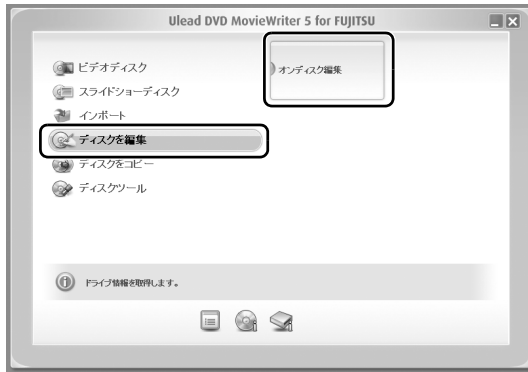 Ulead DVD MovieWriter 5 for FUJITSU
ビデオディスク
オンディスク編集
スライドショーディスク
インポート
ディスクを編集
ディスクをコピー
ディスクツール
ドライブ情報を取得します。